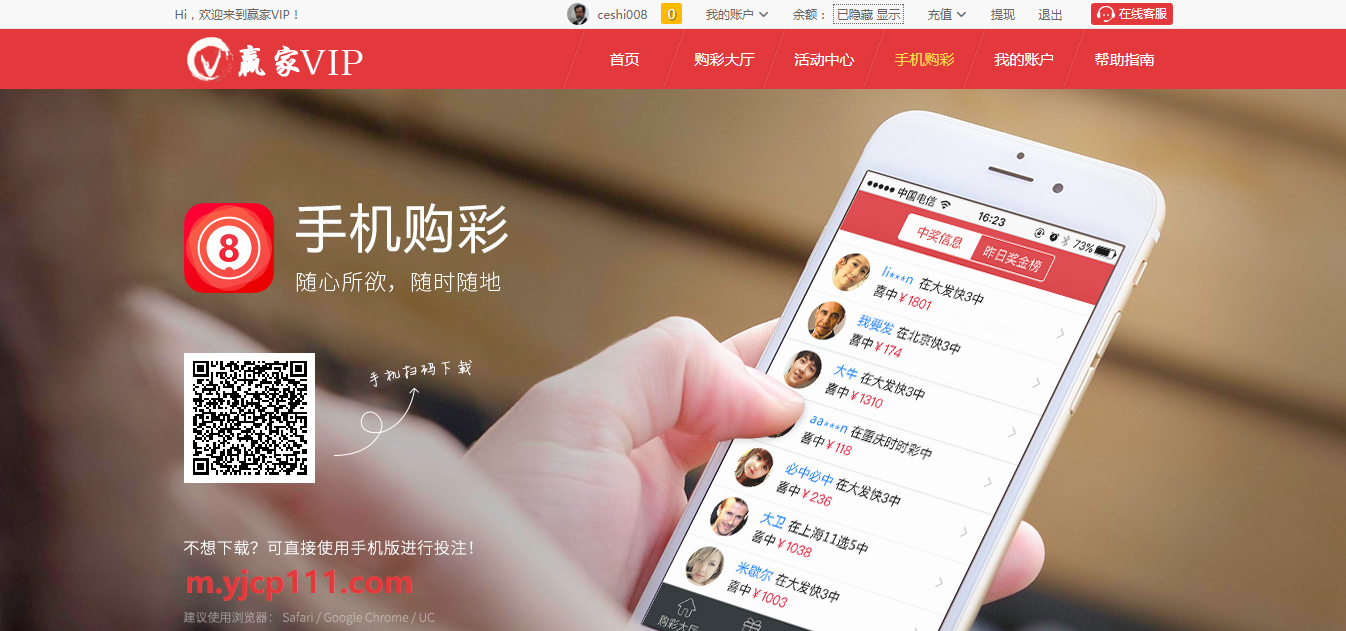 Hi，欢迎来到赢家VIP！
ceshi008 0 我的账户 余额： 已隐藏 显示 充值 提现 退出 在线客服
赢家VIP
首页 购彩大厅 活动中心 手机购彩 我的账户 帮助指南
8
手机购彩
随心所欲，随时随地
手机扫码下载
不想下载？可直接使用手机版进行投注！
m.yjcp111.com
建议使用浏览器： Safari / Google Chrome / UC
中国电信 16:23 73%
中奖信息 昨日奖金榜
li***n 在大发快3中
喜中￥1801
我要发 在北京快3中
喜中￥174
大牛 在大发快3中
喜中￥1310
aa***n 在重庆时时彩中
喜中￥118
必中必中 在大发快3中
喜中￥236
大卫 在上海11选5中
喜中￥1038
米歇尔 在大发快3中
喜中￥1003
购彩大厅